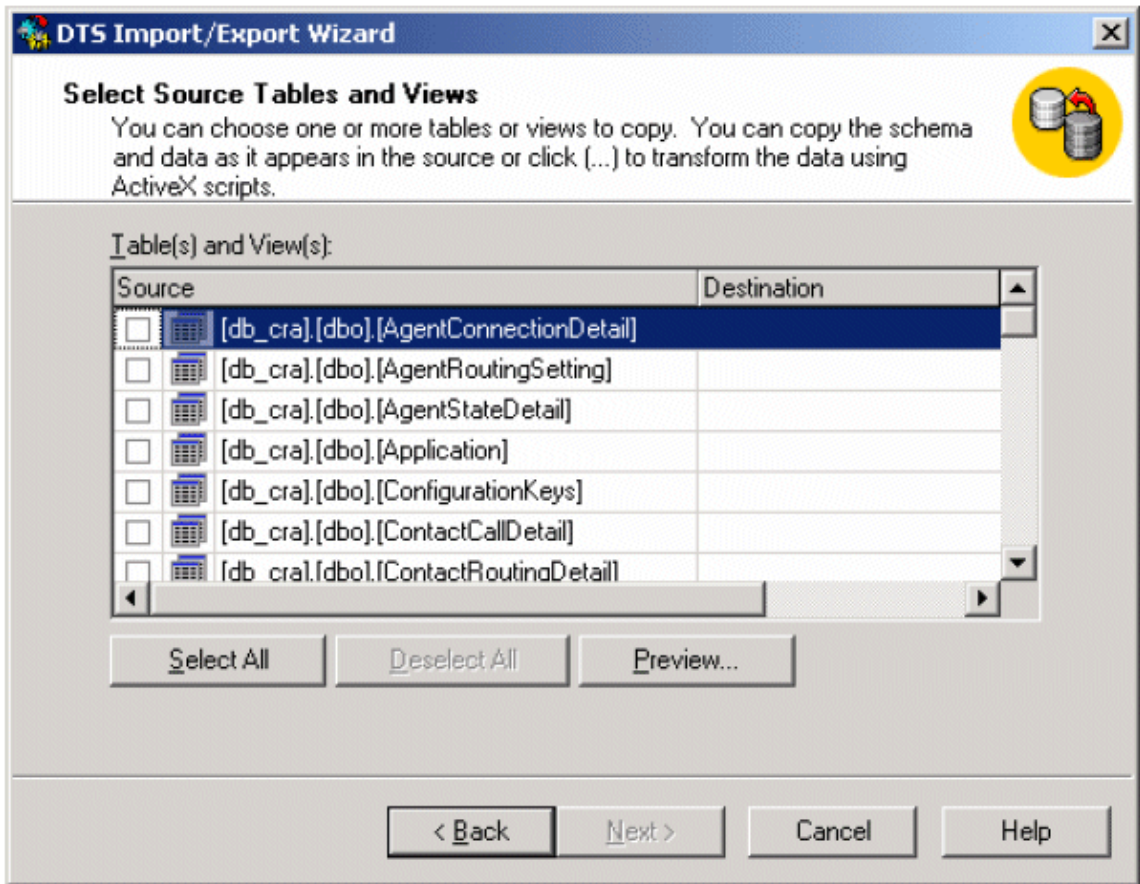 DTS Import/Export Wizard
Select Source Tables and Views
You can choose one or more tables or views to copy. You can copy the schema
and data as it appears in the source or click (...) to transform the data using
ActiveX scripts.
Table(s) and View(s):
Source Destination
[db_cra].[dbo].[AgentConnectionDetail]
[db_cra].[dbo].[AgentRoutingSetting]
[db_cra].[dbo].[AgentStateDetail]
[db_cra].[dbo].[Application]
[db_cra].[dbo].[ConfigurationKeys]
[db_cra].[dbo].[ContactCallDetail]
[db_cra].[dbo].[ContactRoutingDetail]
Select All Deselect All Preview...
< Back Next > Cancel Help